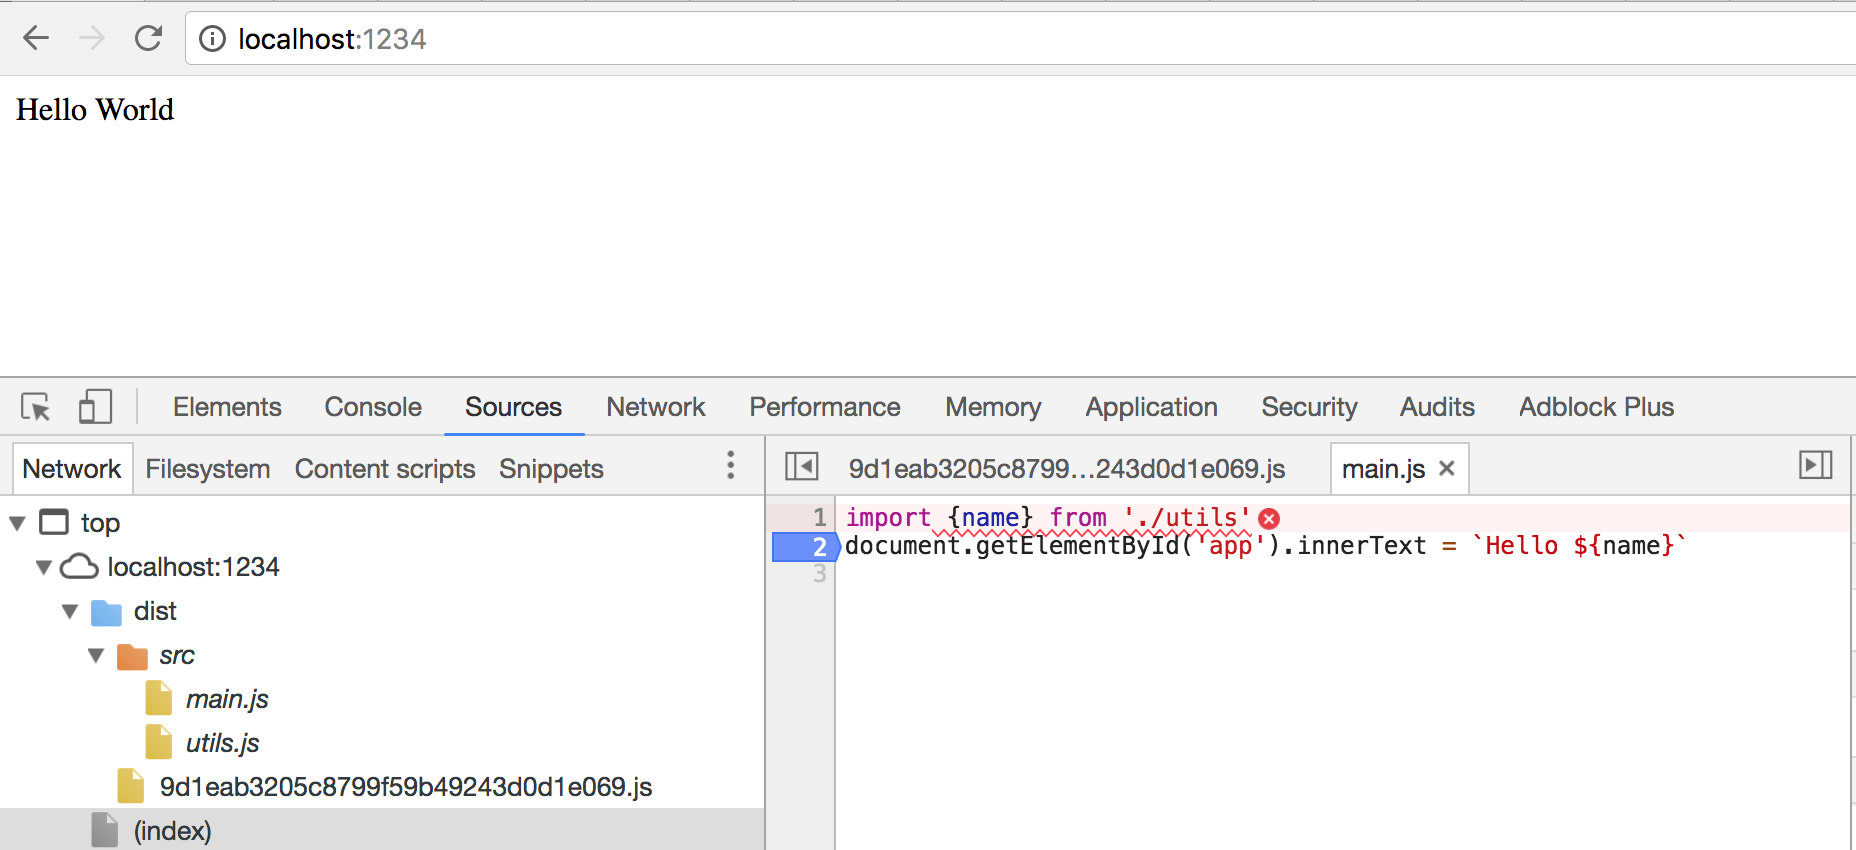 localhost:1234
Hello World
Elements Console Sources Network Performance Memory Application Security Audits Adblock Plus
Network Filesystem Content scripts Snippets
top
localhost:1234
dist
src
main.js
utils.js
9d1eab3205c8799f59b49243d0d1e069.js
(index)
9d1eab3205c8799...243d0d1e069.js main.js ×
1 import {name} from './utils'
2 document.getElementById('app').innerText = `Hello ${name}`
3